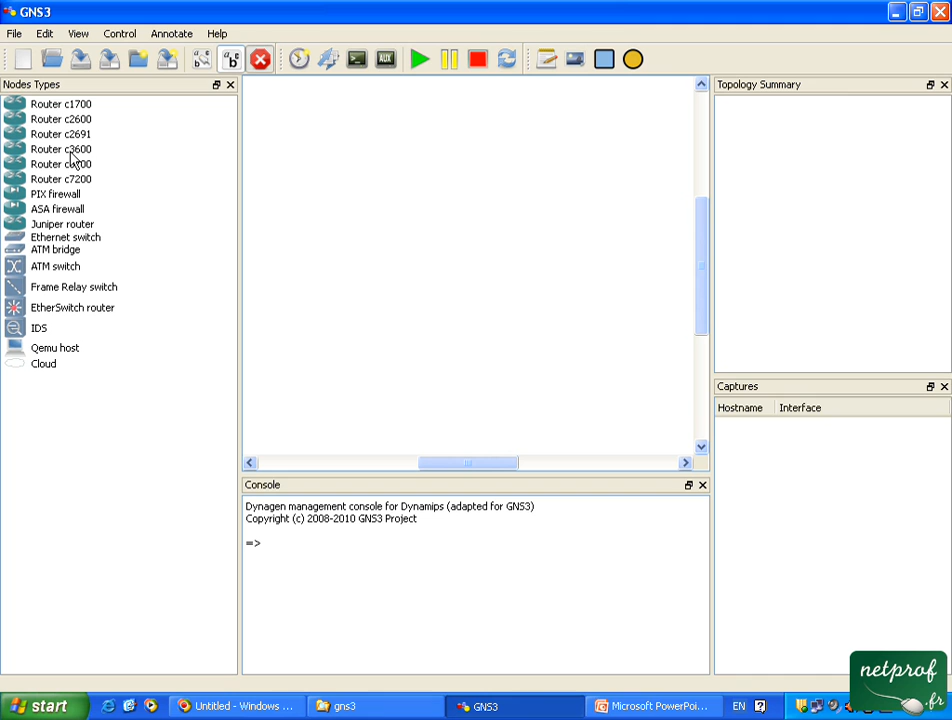 GNS3
File Edit View Control Annotate Help
Nodes Types
Router c1700
Router c2600
Router c2691
Router c3600
Router c7200
PIX firewall
ASA firewall
Juniper router
Ethernet switch
ATM bridge
ATM switch
Frame Relay switch
EtherSwitch router
IDS
Qemu host
Cloud
AUX
Topology Summary
Captures
Hostname Interface
Console
Dynagen management console for Dynamips (adapted for GNS3)
Copyright (c) 2008-2010 GNS3 Project
=>
netprof
.fr
start
Untitled - Windows ...
gns3
GNS3
Microsoft PowerPoi...
EN